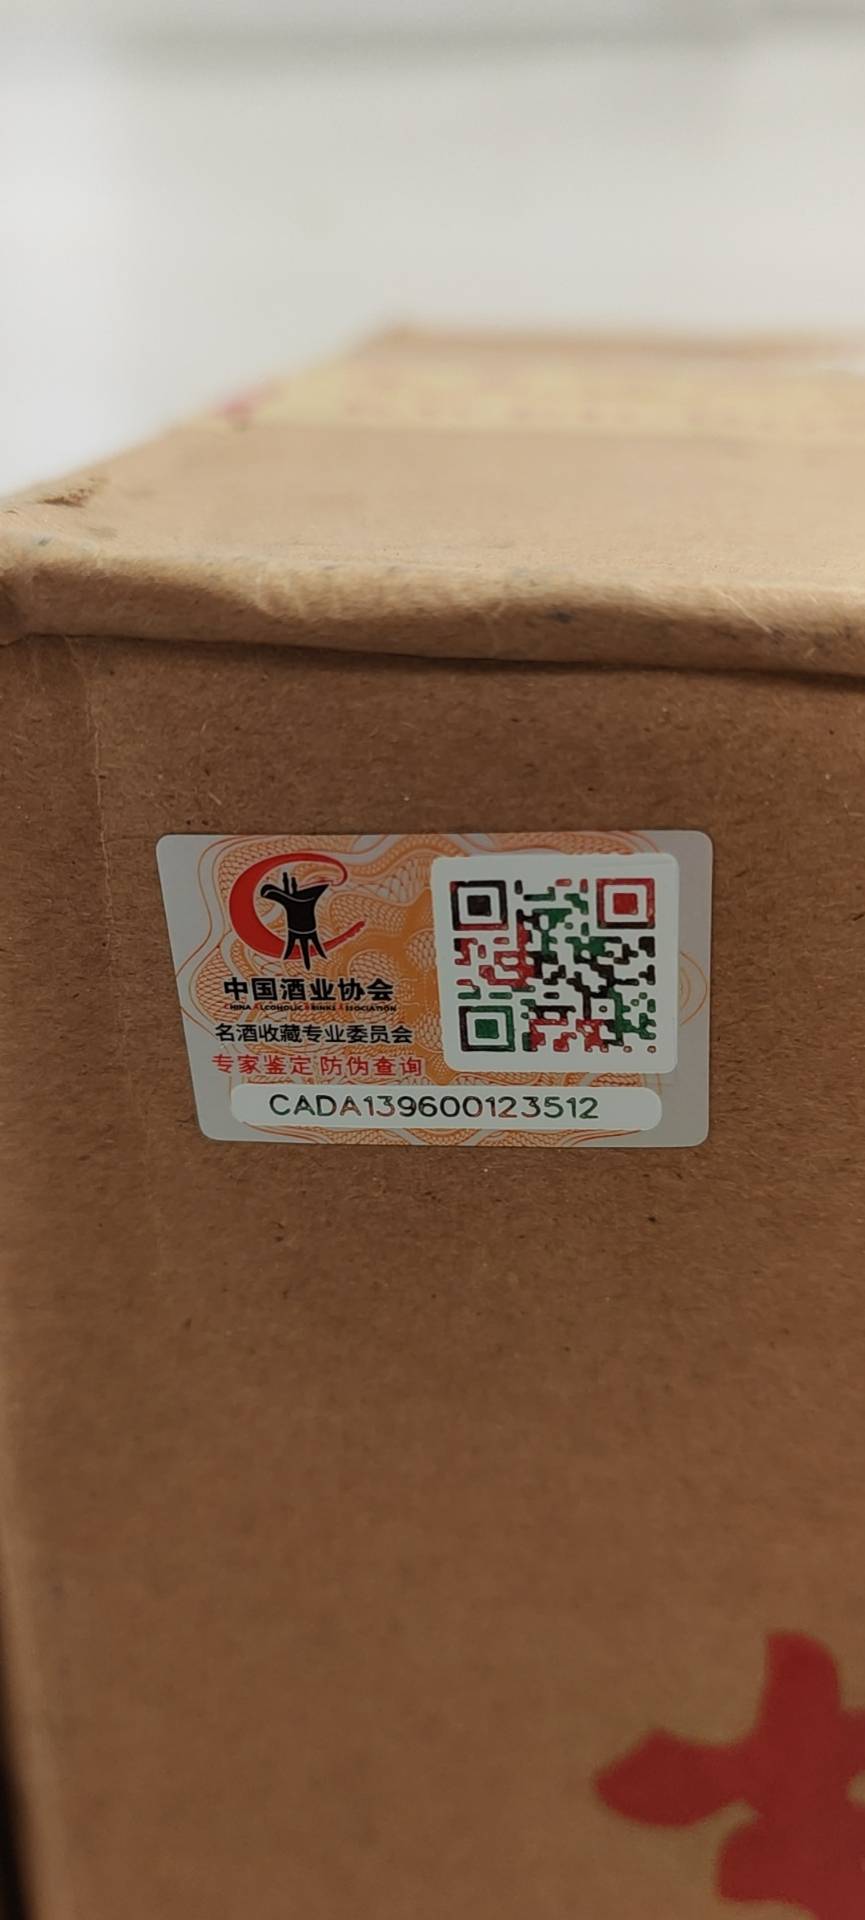 中国酒业协会
CHINA ALCOHOLIC DRINKS ASSOCIATION
名酒收藏专业委员会
专家鉴定 防伪查询
CADA139600123512